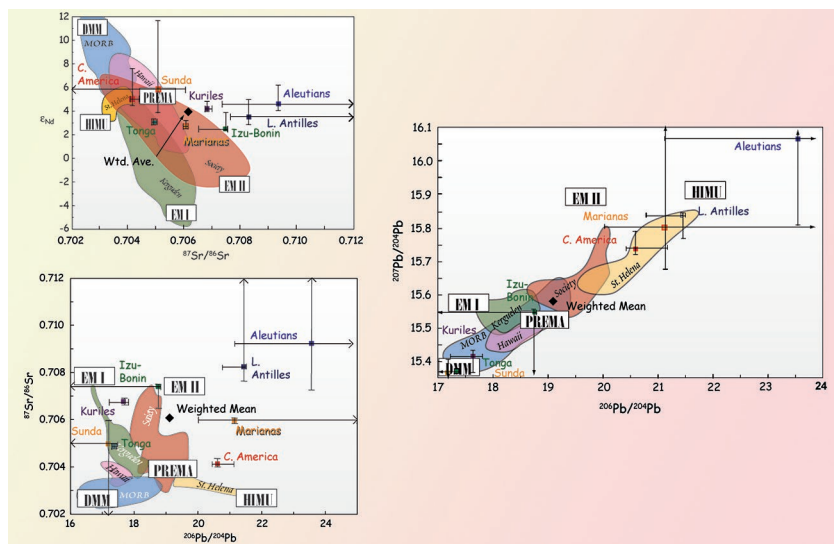 12
10
8
6
4
2
0
-2
-4
-6
εNd
DMM
MORB
Hawaii
C.
America
Sunda
St. Helena
PREMA
HIMU
Kuriles
Aleutians
L. Antilles
Tonga
Marianas
Izu-Bonin
Wtd. Ave.
Society
Kerguelen
EM II
EM I
0.702 0.704 0.706 0.708 0.710 0.712
87Sr/86Sr
0.712
0.710
0.708
0.706
0.704
0.702
87Sr/86Sr
Aleutians
L.
Antilles
EM I
Izu-
Bonin
EM II
Kuriles
Weighted Mean
Sunda
Tonga
Marianas
C. America
Hawaii
PREMA
DMM
MORB
St. Helena
HIMU
16 18 20 22 24
206Pb/204Pb
16.1
16.0
15.9
15.8
15.7
15.6
15.5
15.4
207Pb/204Pb
Aleutians
EM II
HIMU
Marianas
L. Antilles
C. America
St. Helena
Izu-
Bonin
Society
EM I
Kerguelen
Weighted Mean
PREMA
Kuriles
MORB
Hawaii
DMM
Tonga
Sunda
17 18 19 20 21 22 23 24
206Pb/204Pb